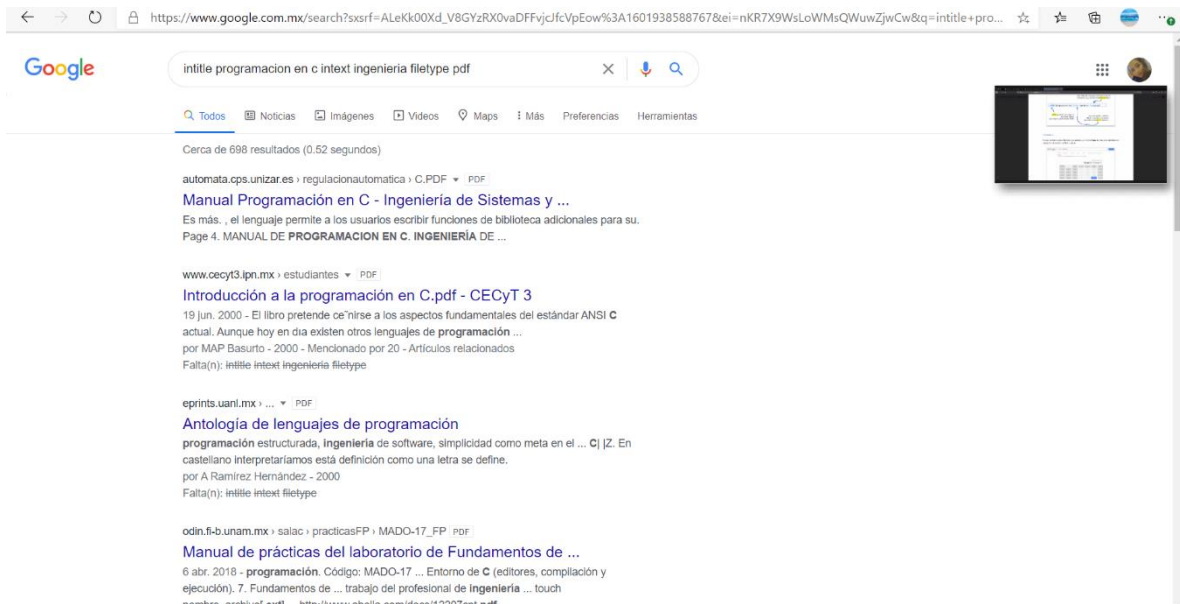 https://www.google.com.mx/search?sxsrf=ALeKk00Xd_V8GYzRX0vaDFFvjcJfcVpEow%3A1601938588767&ei=nKR7X9WsLoWMsQWuwZjwCw&q=intitle+pro...
Google
intitle programacion en c intext ingenieria filetype pdf
Todos Noticias Imágenes Videos Maps Más Preferencias Herramientas
Cerca de 698 resultados (0.52 segundos)
automata.cps.unizar.es › regulacionautomatica › C.PDF PDF
Manual Programación en C - Ingeniería de Sistemas y ...
Es más. , el lenguaje permite a los usuarios escribir funciones de biblioteca adicionales para su.
Page 4. MANUAL DE PROGRAMACION EN C. INGENIERÍA DE ...
www.cecyt3.ipn.mx › estudiantes PDF
Introducción a la programación en C.pdf - CECyT 3
19 jun. 2000 - El libro pretende ce˜nirse a los aspectos fundamentales del estándar ANSI C
actual. Aunque hoy en dıa existen otros lenguajes de programación ...
por MAP Basurto - 2000 - Mencionado por 20 - Artículos relacionados
Falta(n): intitle intext ingenieria filetype
eprints.uanl.mx › ... PDF
Antología de lenguajes de programación
programación estructurada, ingeniería de software, simplicidad como meta en el ... C| |Z. En
castellano interpretaríamos está definición como una letra se define.
por A Ramírez Hernández - 2000
Falta(n): intitle intext filetype
odin.fi-b.unam.mx › salac › practicasFP › MADO-17_FP PDF
Manual de prácticas del laboratorio de Fundamentos de ...
6 abr. 2018 - programación. Código: MADO-17 ... Entorno de C (editores, compilación y
ejecución). 7. Fundamentos de ... trabajo del profesional de ingeniería ... touch